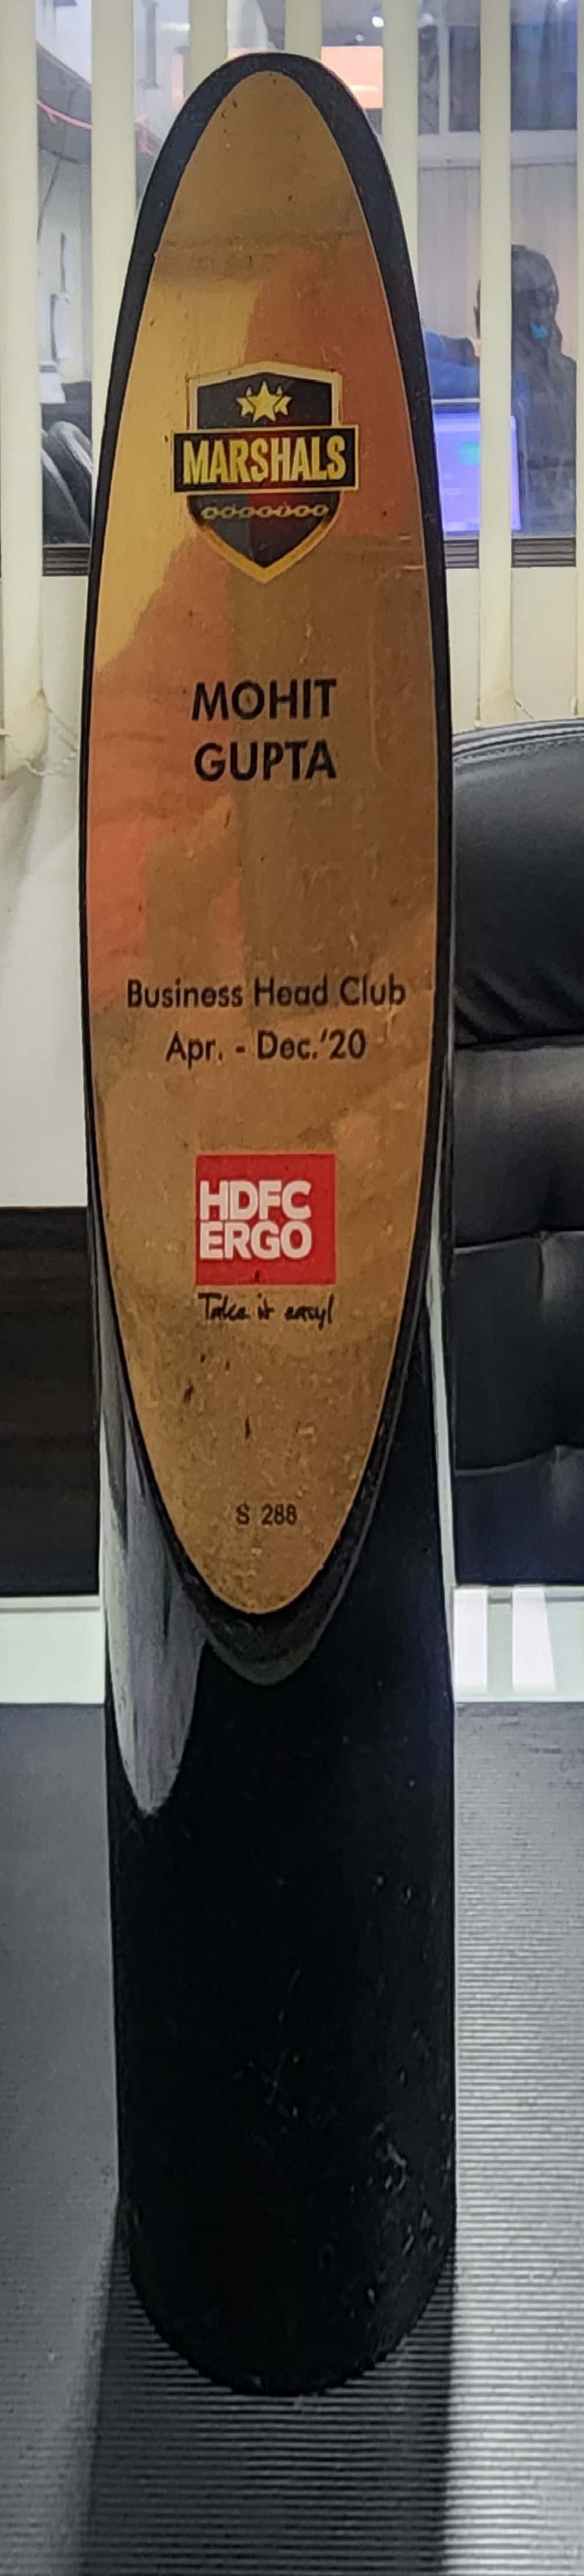 MARSHALS
MOHIT
GUPTA
Business Head Club
Apr. - Dec.'20
HDFC
ERGO
Take it easy!
S 288